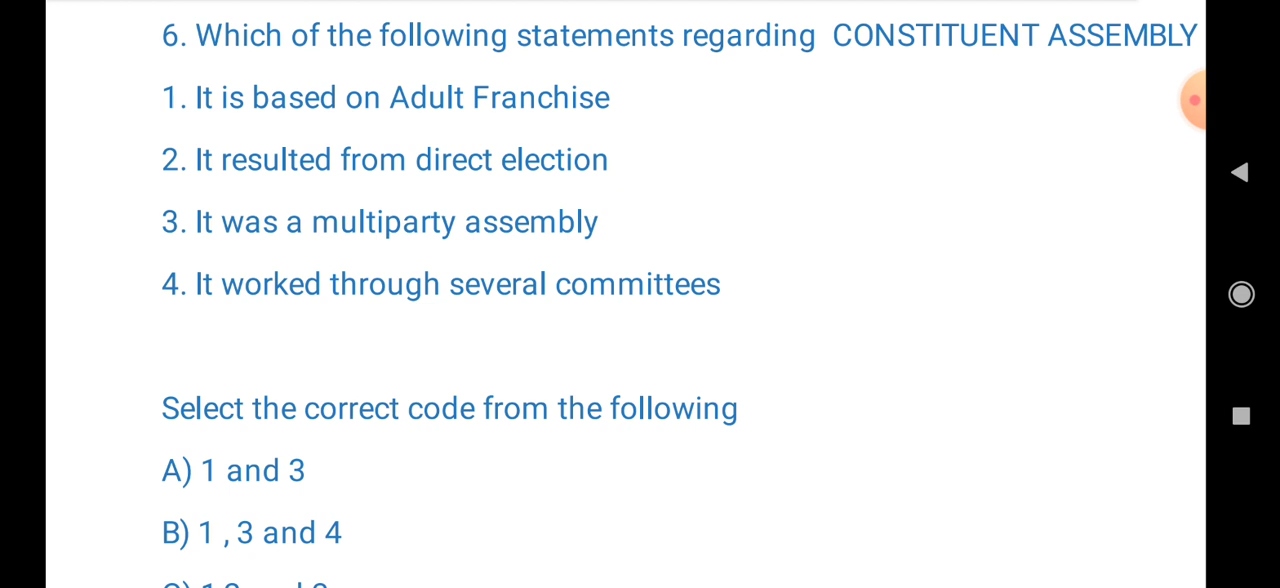 6. Which of the following statements regarding CONSTITUENT ASSEMBLY
1. It is based on Adult Franchise
2. It resulted from direct election
3. It was a multiparty assembly
4. It worked through several committees
Select the correct code from the following
A) 1 and 3
B) 1 , 3 and 4